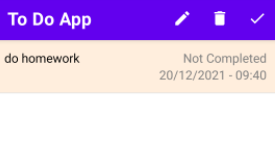 To Do App
do homework
Not Completed
20/12/2021 - 09:40